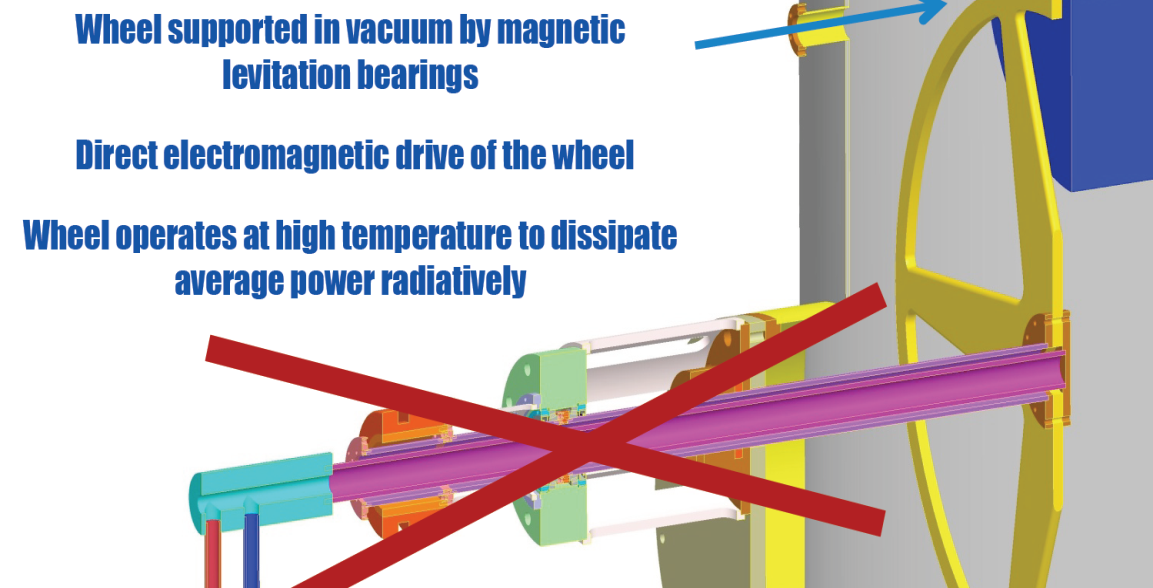 Wheel supported in vacuum by magnetic
levitation bearings
Direct electromagnetic drive of the wheel
Wheel operates at high temperature to dissipate
average power radiatively